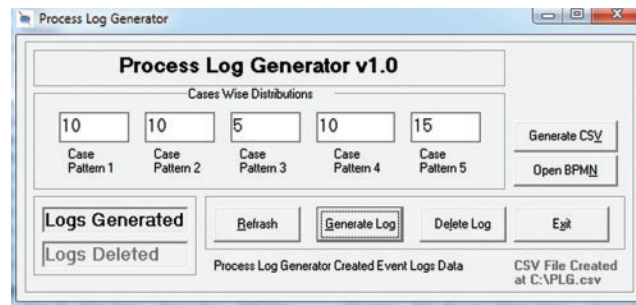 Process Log Generator
Process Log Generator v1.0
Cases Wise Distributions
10 10 5 10 15
Case Pattern 1
Case Pattern 2
Case Pattern 3
Case Pattern 4
Case Pattern 5
Generate CSV
Open BPMN
Logs Generated
Logs Deleted
Refrash
Generate Log
Delete Log
Exit
Process Log Generator Created Event Logs Data
CSV File Created
at C:\PLG.csv